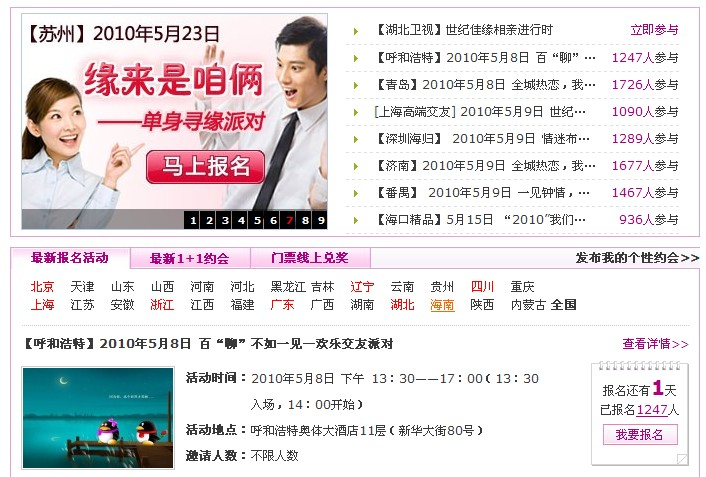 【苏州】2010年5月23日
缘来是咱俩
——单身寻缘派对
马上报名
1 2 3 4 5 6 7 8 9
【湖北卫视】世纪佳缘相亲进行时 立即参与
【呼和浩特】2010年5月8日 百“聊”… 1247人参与
【青岛】2010年5月8日 全城热恋，我… 1726人参与
[上海高端交友] 2010年5月9日 世纪… 1090人参与
【深圳海归】 2010年5月9日 情迷布… 1289人参与
【济南】2010年5月9日 全城热恋，我… 1677人参与
【番禺】 2010年5月9日 一见钟情，… 1467人参与
【海口精品】5月15日 “2010”我们… 936人参与
最新报名活动 最新1+1约会 门票线上兑奖 发布我的个性约会>>
北京 天津 山东 山西 河南 河北 黑龙江 吉林 辽宁 云南 贵州 四川 重庆
上海 江苏 安徽 浙江 江西 福建 广东 广西 湖南 湖北 海南 陕西 内蒙古 全国
【呼和浩特】2010年5月8日 百“聊”不如一见—欢乐交友派对 查看详情>>
活动时间：2010年5月8日 下午 13：30——17：00（ 13：30
入场，14：00开始）
活动地点：呼和浩特奥体大酒店11层（ 新华大街80号）
邀请人数：不限人数
报名还有1天
已报名1247人
我要报名